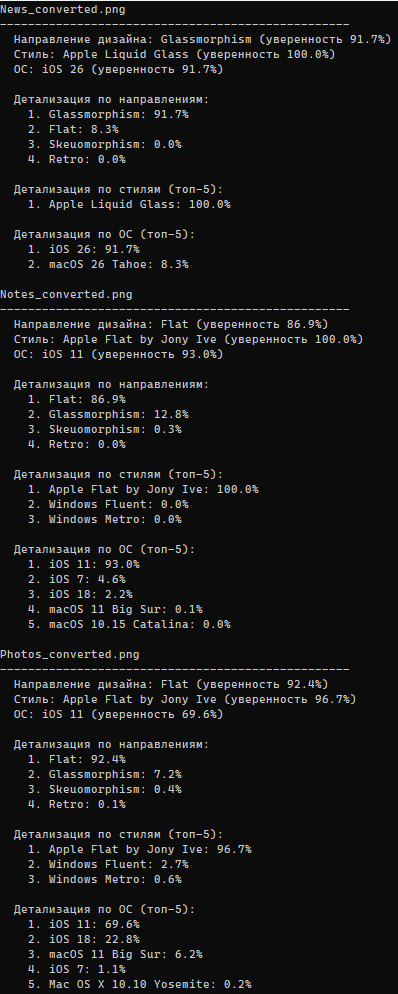 News_converted.png
--------------------------------------------------
Направление дизайна: Glassmorphism (уверенность 91.7%)
Стиль: Apple Liquid Glass (уверенность 100.0%)
ОС: iOS 26 (уверенность 91.7%)
Детализация по направлениям:
1. Glassmorphism: 91.7%
2. Flat: 8.3%
3. Skeuomorphism: 0.0%
4. Retro: 0.0%
Детализация по стилям (топ-5):
1. Apple Liquid Glass: 100.0%
Детализация по ОС (топ-5):
1. iOS 26: 91.7%
2. macOS 26 Tahoe: 8.3%
Notes_converted.png
--------------------------------------------------
Направление дизайна: Flat (уверенность 86.9%)
Стиль: Apple Flat by Jony Ive (уверенность 100.0%)
ОС: iOS 11 (уверенность 93.0%)
Детализация по направлениям:
1. Flat: 86.9%
2. Glassmorphism: 12.8%
3. Skeuomorphism: 0.3%
4. Retro: 0.0%
Детализация по стилям (топ-5):
1. Apple Flat by Jony Ive: 100.0%
2. Windows Fluent: 0.0%
3. Windows Metro: 0.0%
Детализация по ОС (топ-5):
1. iOS 11: 93.0%
2. iOS 7: 4.6%
3. iOS 18: 2.2%
4. macOS 11 Big Sur: 0.1%
5. macOS 10.15 Catalina: 0.0%
Photos_converted.png
--------------------------------------------------
Направление дизайна: Flat (уверенность 92.4%)
Стиль: Apple Flat by Jony Ive (уверенность 96.7%)
ОС: iOS 11 (уверенность 69.6%)
Детализация по направлениям:
1. Flat: 92.4%
2. Glassmorphism: 7.2%
3. Skeuomorphism: 0.4%
4. Retro: 0.1%
Детализация по стилям (топ-5):
1. Apple Flat by Jony Ive: 96.7%
2. Windows Fluent: 2.7%
3. Windows Metro: 0.6%
Детализация по ОС (топ-5):
1. iOS 11: 69.6%
2. iOS 18: 22.8%
3. macOS 11 Big Sur: 6.2%
4. iOS 7: 1.1%
5. Mac OS X 10.10 Yosemite: 0.2%